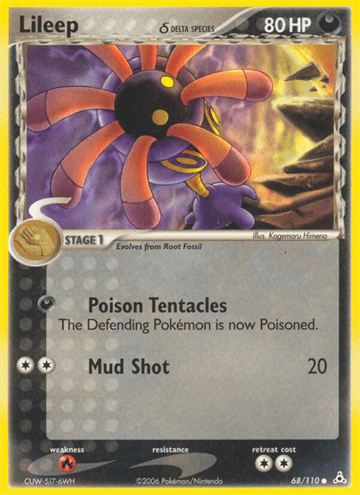 Lileep
δ DELTA SPECIES
80 HP
STAGE 1
Evolves from Root Fossil
Illus. Kagemaru Himeno
Poison Tentacles
The Defending Pokémon is now Poisoned.
Mud Shot 20
weakness resistance retreat cost
CUW-5J7-6WH ©2006 Pokémon/Nintendo 68/110 ●